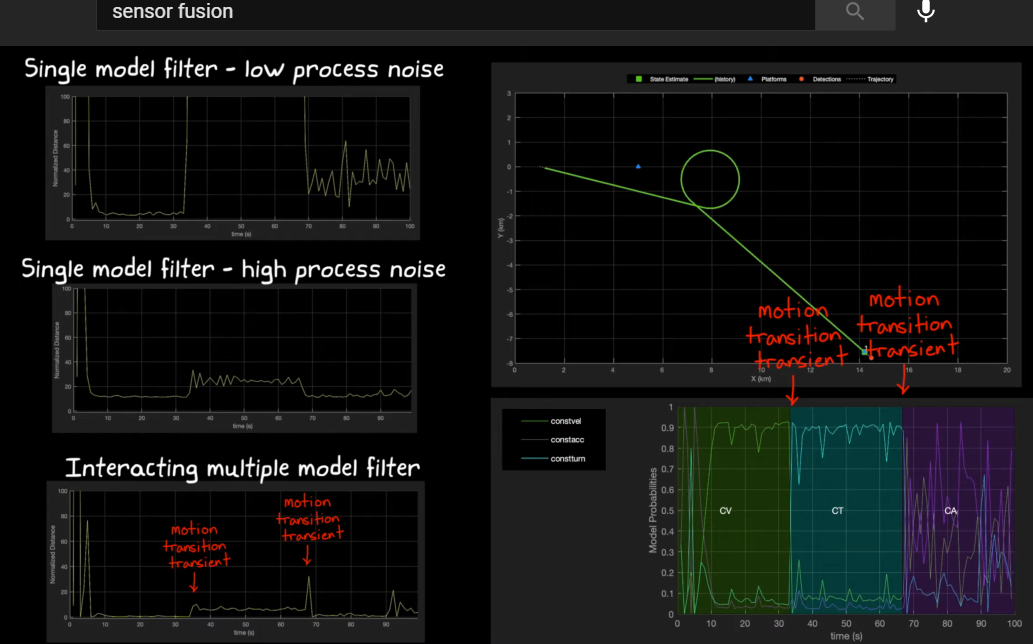 sensor fusion
Single model filter - low process noise
100
80
60
40
20
0
Normalized Distance
0 10 20 30 40 50 60 70 80 90 100
time (s)
Single model filter - high process noise
100
80
60
40
20
0
Normalized Distance
0 10 20 30 40 50 60 70 80 90
time (s)
Interacting multiple model filter
100
80
60
40
20
0
Normalized Distance
motion
transition
transient
motion
transition
transient
0 10 20 30 40 50 60 70 80 90
time (s)
State Estimate (history) Platforms Detections Trajectory
3
2
1
0
-1
-2
-3
-4
-5
-6
-7
-8
Y (km)
0 2 4 6 8 10 12 14 16 18 20
X (km)
motion
transition
transient
motion
transition
transient
constvel
constacc
constturn
1
0.9
0.8
0.7
0.6
0.5
0.4
0.3
0.2
0.1
0
Model Probabilities
CV CT CA
0 10 20 30 40 50 60 70 80 90 100
time (s)